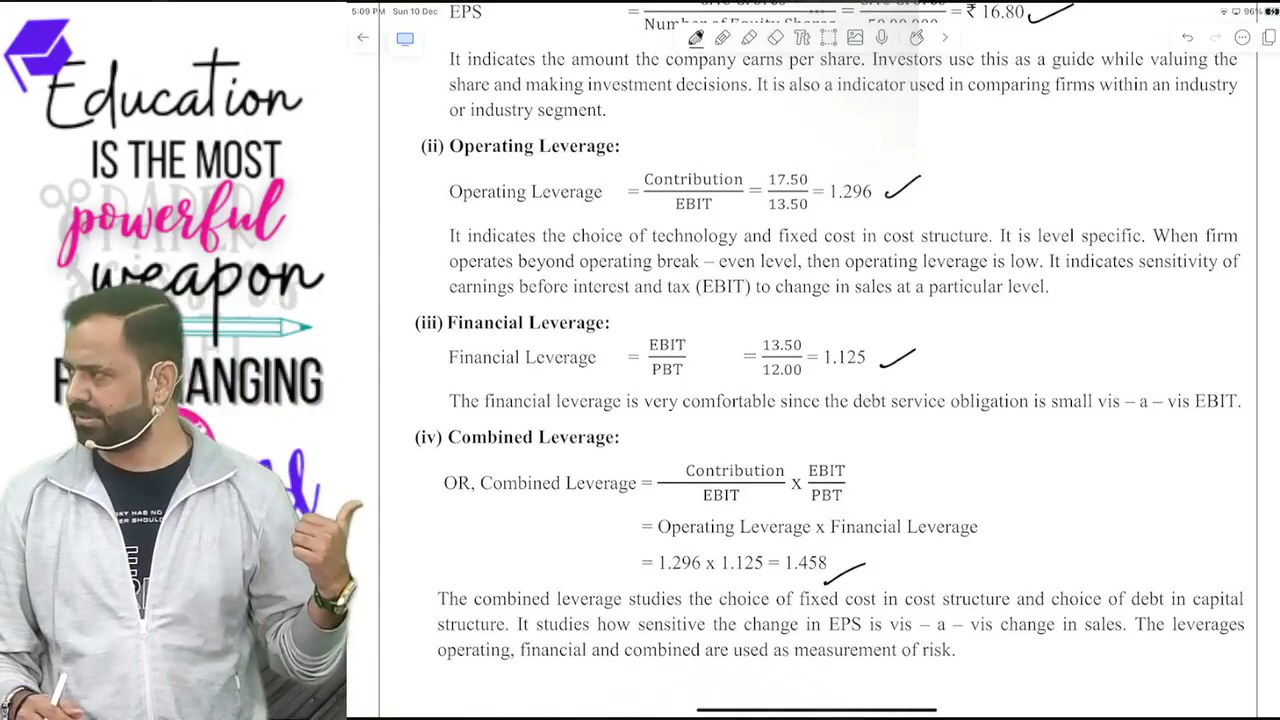 5:09 PM Sun 10 Dec
96%
Education
IS THE MOST
powerful
weapon
ANGING
EPS = = = ₹ 16.80
It indicates the amount the company earns per share. Investors use this as a guide while valuing the
share and making investment decisions. It is also a indicator used in comparing firms within an industry
or industry segment.
(ii) Operating Leverage:
Operating Leverage = Contribution / EBIT = 17.50 / 13.50 = 1.296
It indicates the choice of technology and fixed cost in cost structure. It is level specific. When firm
operates beyond operating break – even level, then operating leverage is low. It indicates sensitivity of
earnings before interest and tax (EBIT) to change in sales at a particular level.
(iii) Financial Leverage:
Financial Leverage = EBIT / PBT = 13.50 / 12.00 = 1.125
The financial leverage is very comfortable since the debt service obligation is small vis – a – vis EBIT.
(iv) Combined Leverage:
OR, Combined Leverage = Contribution / EBIT x EBIT / PBT
= Operating Leverage x Financial Leverage
= 1.296 x 1.125 = 1.458
The combined leverage studies the choice of fixed cost in cost structure and choice of debt in capital
structure. It studies how sensitive the change in EPS is vis – a – vis change in sales. The leverages
operating, financial and combined are used as measurement of risk.